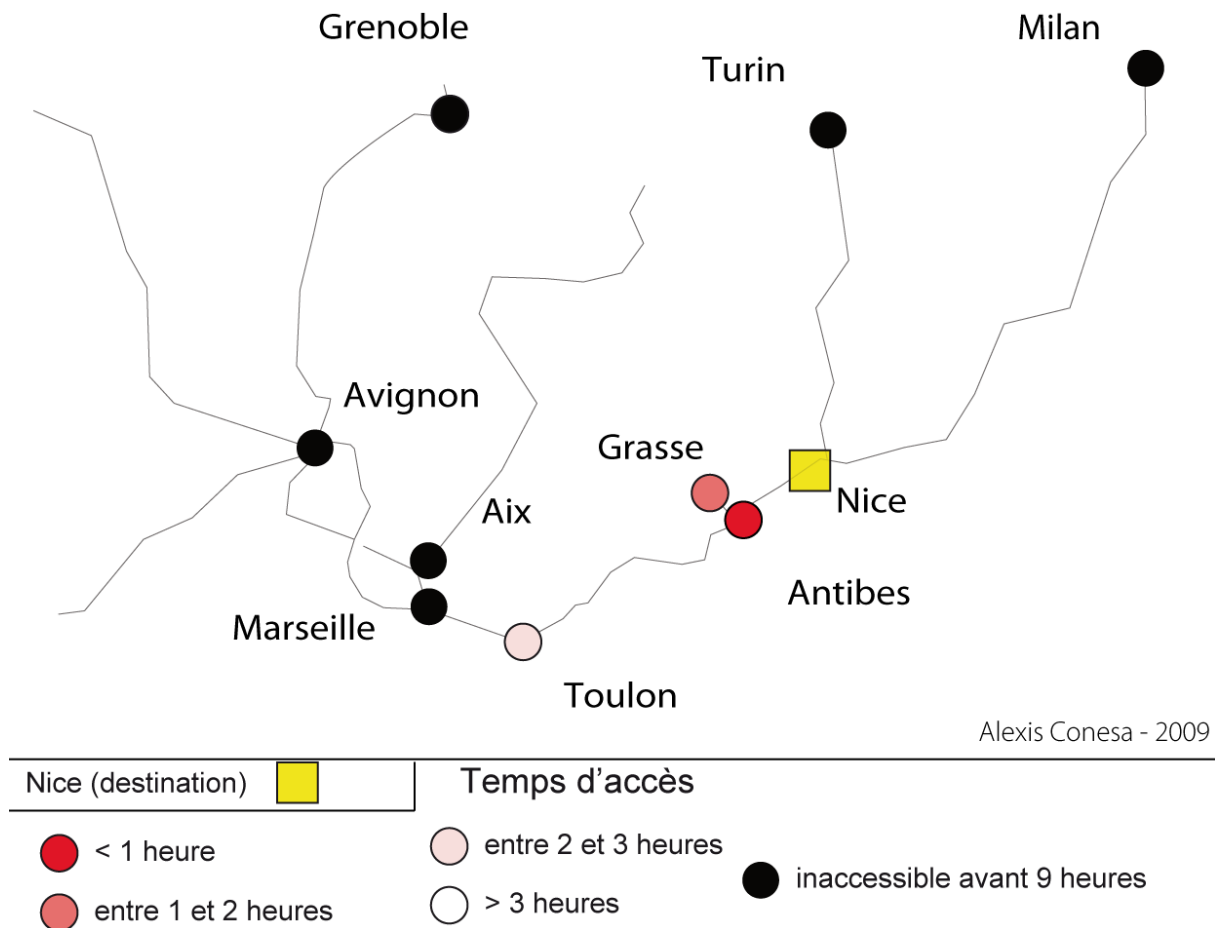 Grenoble
Milan
Turin
Avignon
Grasse
Nice
Aix
Antibes
Marseille
Toulon
Alexis Conesa - 2009
Nice (destination)
Temps d'accès
< 1 heure
entre 2 et 3 heures
inaccessible avant 9 heures
entre 1 et 2 heures
> 3 heures